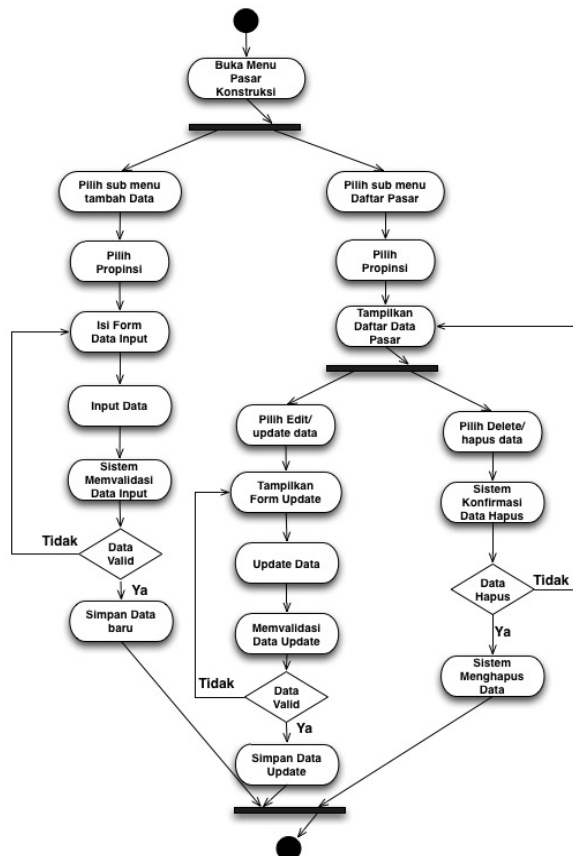 Buka Menu
Pasar
Konstruksi
Pilih sub menu
tambah Data
Pilih
Propinsi
Isi Form
Data Input
Input Data
Sistem
Memvalidasi
Data Input
Data
Valid
Tidak
Ya
Simpan Data
baru
Pilih sub menu
Daftar Pasar
Pilih
Propinsi
Tampilkan
Daftar Data
Pasar
Pilih Edit/
update data
Tampilkan
Form Update
Update Data
Memvalidasi
Data Update
Data
Valid
Tidak
Ya
Simpan Data
Update
Pilih Delete/
hapus data
Sistem
Konfirmasi
Data Hapus
Data
Hapus
Tidak
Ya
Sistem
Menghapus
Data